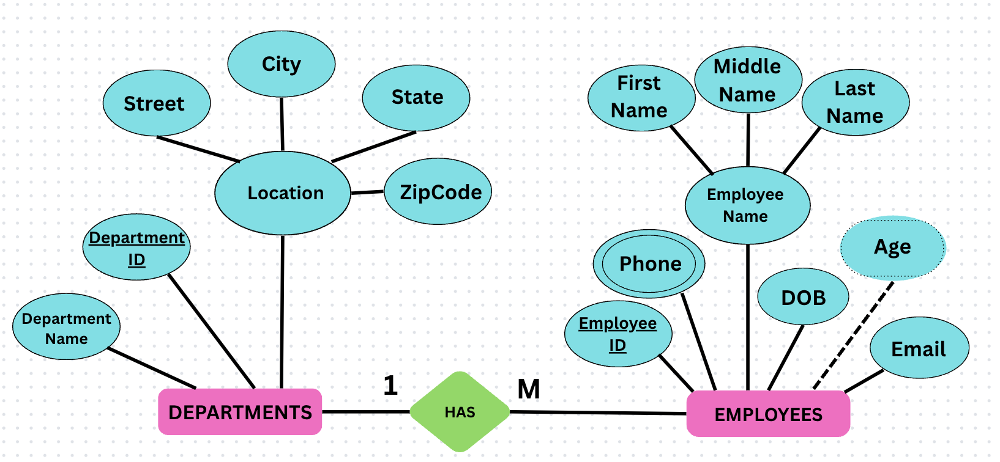 City
Street
State
Location
ZipCode
Department
ID
Department
Name
DEPARTMENTS
1
HAS
M
First
Name
Middle
Name
Last
Name
Employee
Name
Phone
Age
DOB
Employee
ID
Email
EMPLOYEES